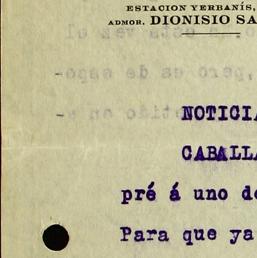 ESTACION YERBANÍS,
ADMOR. DIONISIO SA
NOTICIA
CABALLA
pré á uno de
Para que ya